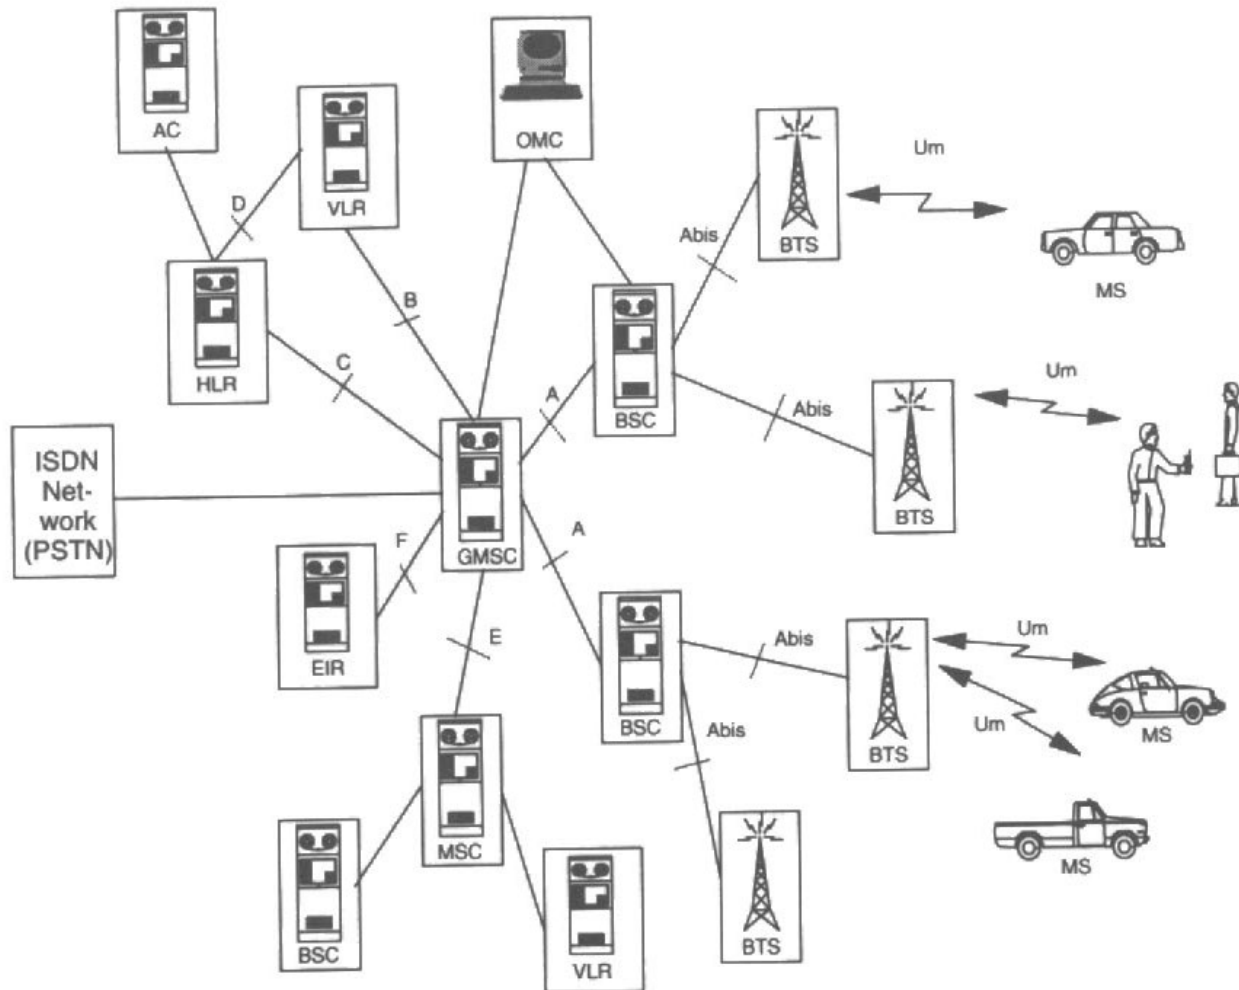 AC
VLR
OMC
D
Um
BTS
Abis
MS
HLR
B
C
A
BSC
Abis
Um
BTS
ISDN
Net-
work
(PSTN)
GMSC
F
A
EIR
E
BSC
Abis
Um
BTS
Um
MS
Abis
MSC
BSC
VLR
BTS
MS